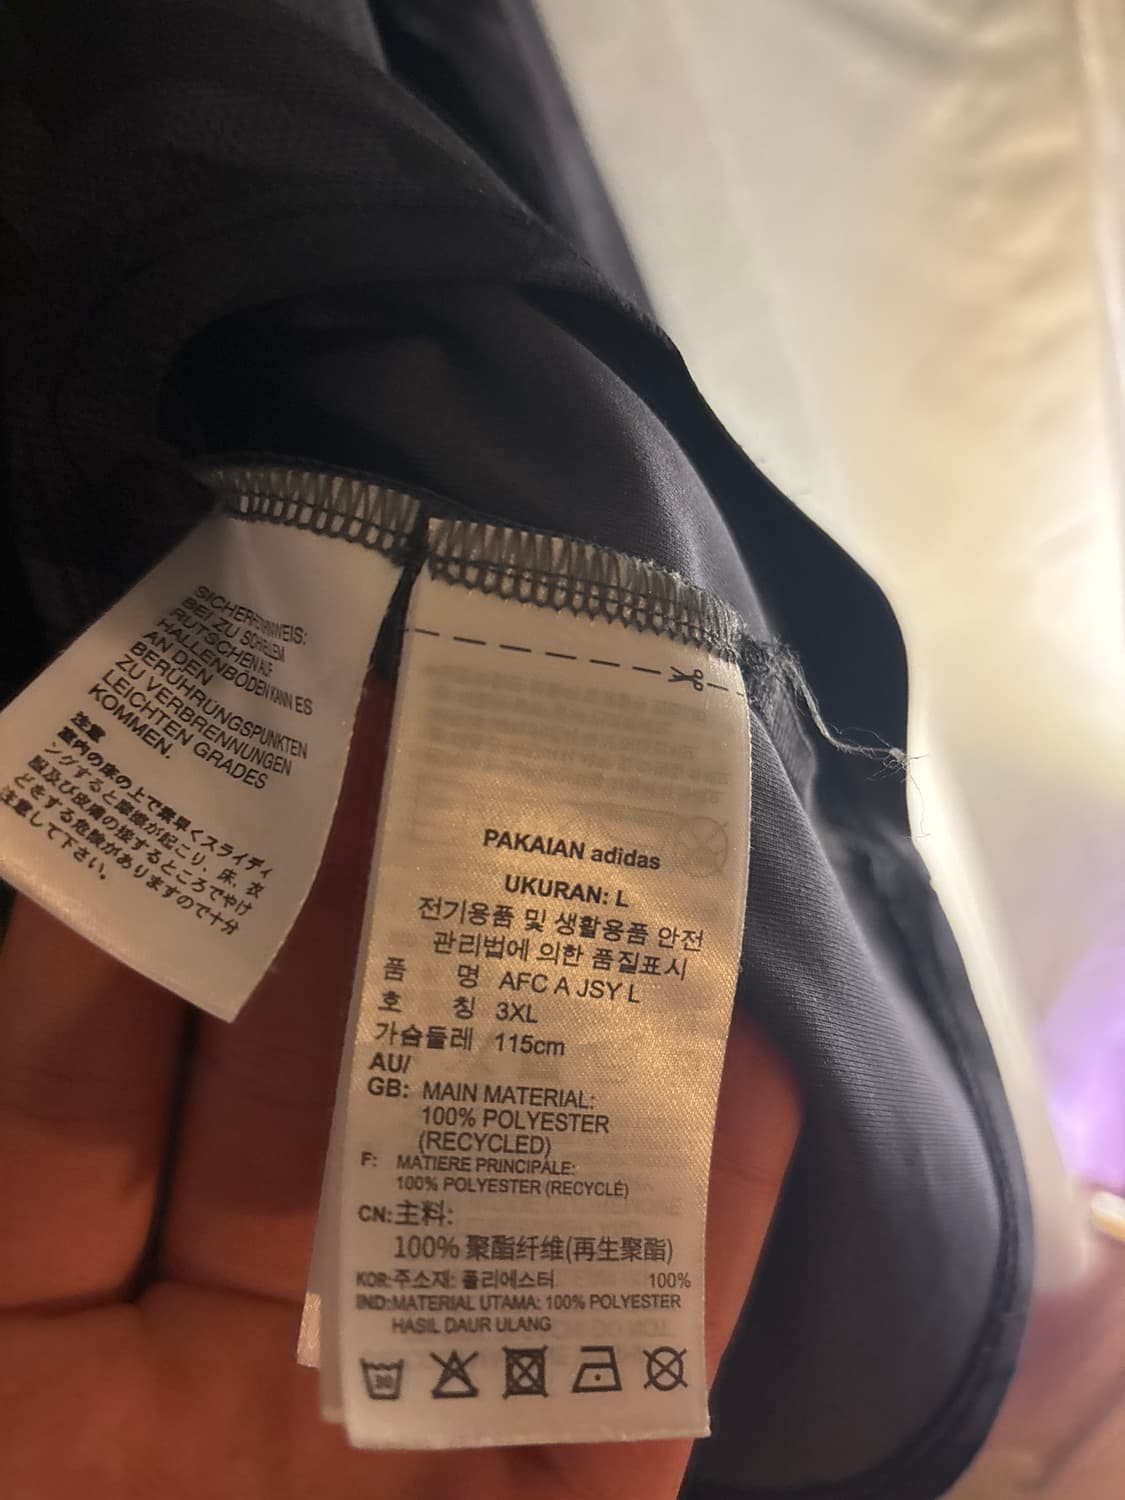 SICHERHEITSHINWEIS:
BEI ZU SCHNELLEM
RUTSCHEN AUF
HALLENBÖDEN KANN ES
AN DEN
BERÜHRUNGSPUNKTEN
ZU VERBRENNUNGEN
LEICHTEN GRADES
KOMMEN.
注意
室内の床の上で素早くスライディ
ングすると摩擦が起こり、床、衣
服及び皮膚の接するところでやけ
どをする危険がありますので十分
注意して下さい。
PAKAIAN adidas
UKURAN: L
전기용품 및 생활용품 안전
관리법에 의한 품질표시
품 명 AFC A JSY L
호 칭 3XL
가슴둘레 115cm
AU/
GB: MAIN MATERIAL:
100% POLYESTER
(RECYCLED)
F: MATIERE PRINCIPALE:
100% POLYESTER (RECYCLÉ)
CN:主料:
100% 聚酯纤维(再生聚酯)
KOR:주소재: 폴리에스터 100%
IND:MATERIAL UTAMA: 100% POLYESTER
HASIL DAUR ULANG
30